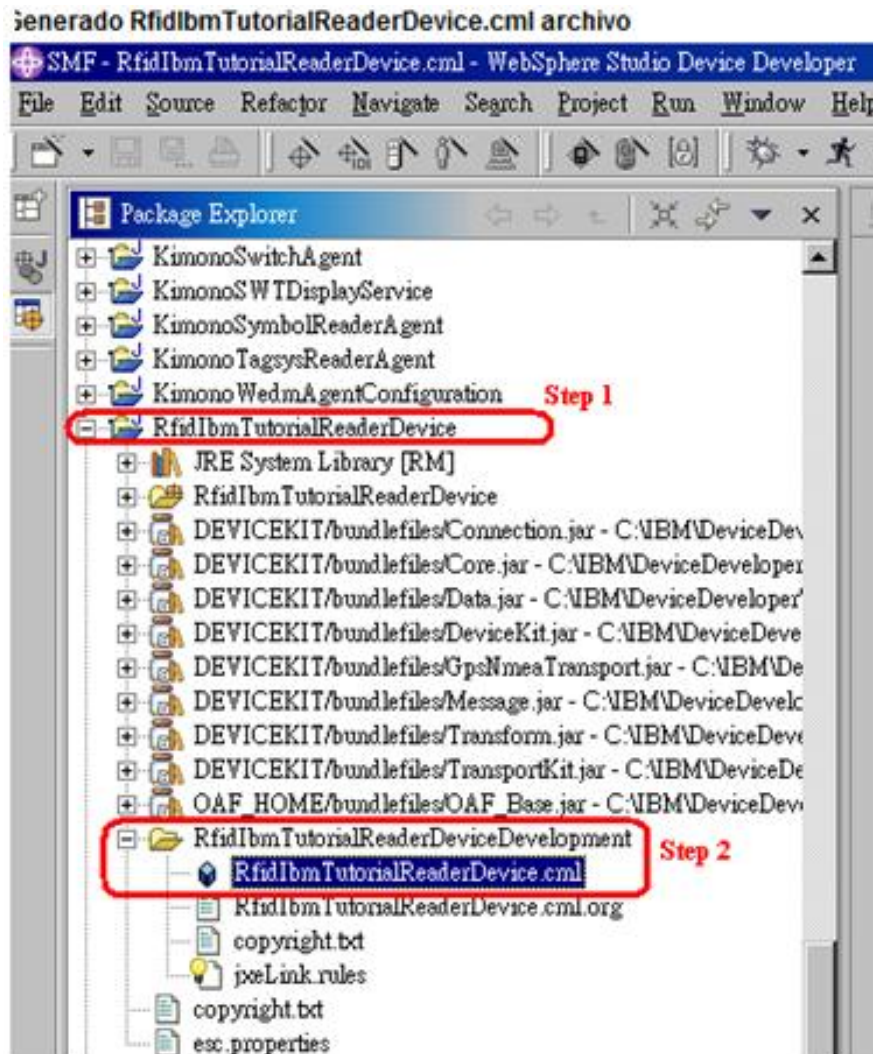 Generado RfidIbmTutorialReaderDevice.cml archivo
SMF - RfidIbmTutorialReaderDevice.cml - WebSphere Studio Device Developer
File Edit Source Refactor Navigate Search Project Run Window Help
Package Explorer
KimonoSwitchAgent
KimonoSWTDisplayService
KimonoSymbolReaderAgent
KimonoTagsysReaderAgent
KimonoWedmAgentConfiguration
Step 1
RfidIbmTutorialReaderDevice
JRE System Library [RM]
RfidIbmTutorialReaderDevice
DEVICEKIT/bundlefiles/Connection.jar - C:\IBM\DeviceDev
DEVICEKIT/bundlefiles/Core.jar - C:\IBM\DeviceDeveloper
DEVICEKIT/bundlefiles/Data.jar - C:\IBM\DeviceDeveloper\
DEVICEKIT/bundlefiles/DeviceKit.jar - C:\IBM\DeviceDeve
DEVICEKIT/bundlefiles/GpsNmeaTransport.jar - C:\IBM\De
DEVICEKIT/bundlefiles/Message.jar - C:\IBM\DeviceDevelc
DEVICEKIT/bundlefiles/Transform.jar - C:\IBM\DeviceDeve
DEVICEKIT/bundlefiles/TransportKit.jar - C:\IBM\DeviceDe
OAF_HOME/bundlefiles/OAF_Base.jar - C:\IBM\DeviceDev
RfidIbmTutorialReaderDeviceDevelopment
Step 2
RfidIbmTutorialReaderDevice.cml
RfidIbmTutorialReaderDevice.cml.org
copyright.txt
jxeLink.rules
copyright.txt
esc.properties